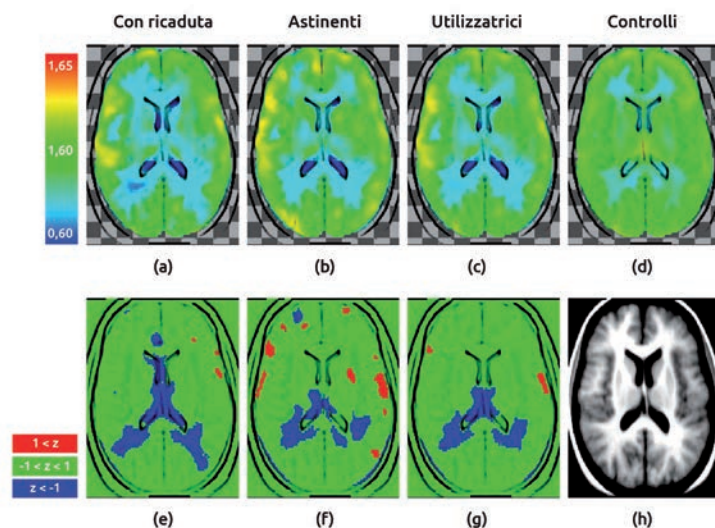 Con ricaduta
Astinenti
Utilizzatrici
Controlli
1,65
1,60
0,60
(a)
(b)
(c)
(d)
1 < z
-1 < z < 1
z < -1
(e)
(f)
(g)
(h)